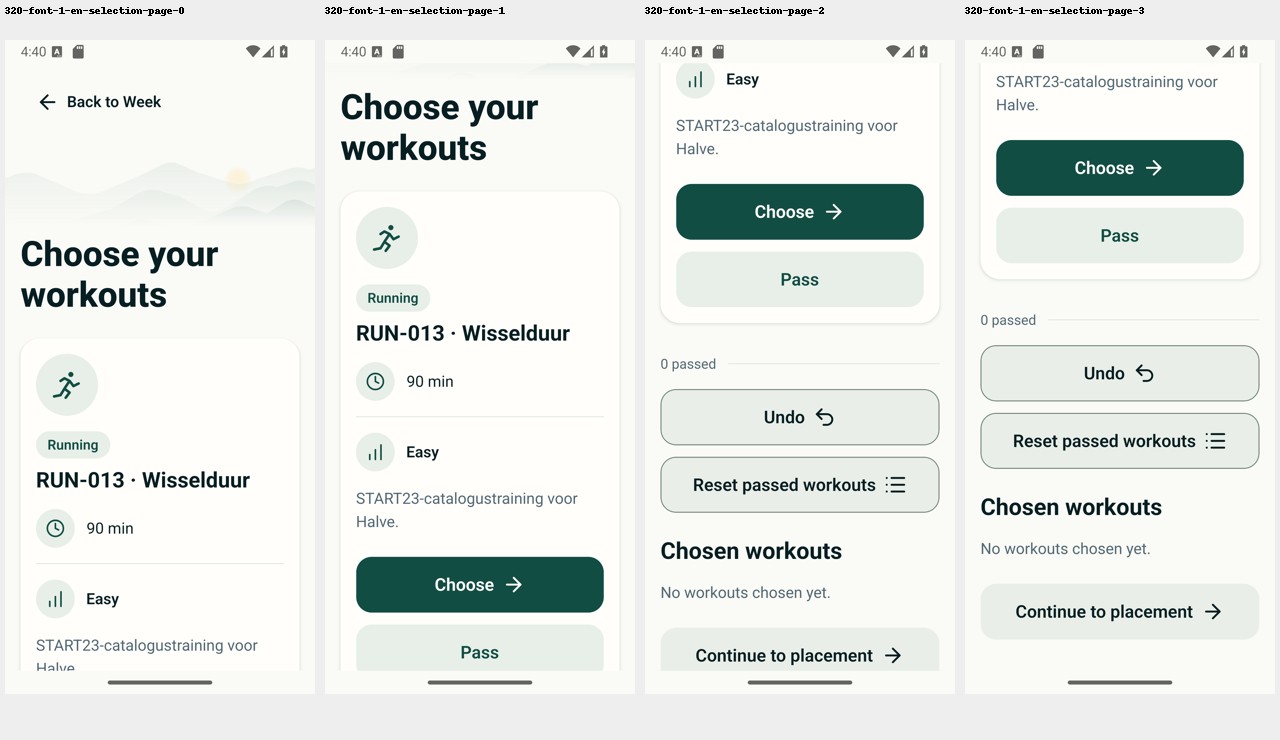 320-font-1-en-selection-page-0
4:40
Back to Week
Choose your
workouts
Running
RUN-013 · Wisselduur
90 min
Easy
START23-catalogustraining voor
Halve.
320-font-1-en-selection-page-1
4:40
Choose your
workouts
Running
RUN-013 · Wisselduur
90 min
Easy
START23-catalogustraining voor
Halve.
Choose
Pass
320-font-1-en-selection-page-2
4:40
Easy
START23-catalogustraining voor
Halve.
Choose
Pass
0 passed
Undo
Reset passed workouts
Chosen workouts
No workouts chosen yet.
Continue to placement
320-font-1-en-selection-page-3
4:40
START23-catalogustraining voor
Halve.
Choose
Pass
0 passed
Undo
Reset passed workouts
Chosen workouts
No workouts chosen yet.
Continue to placement